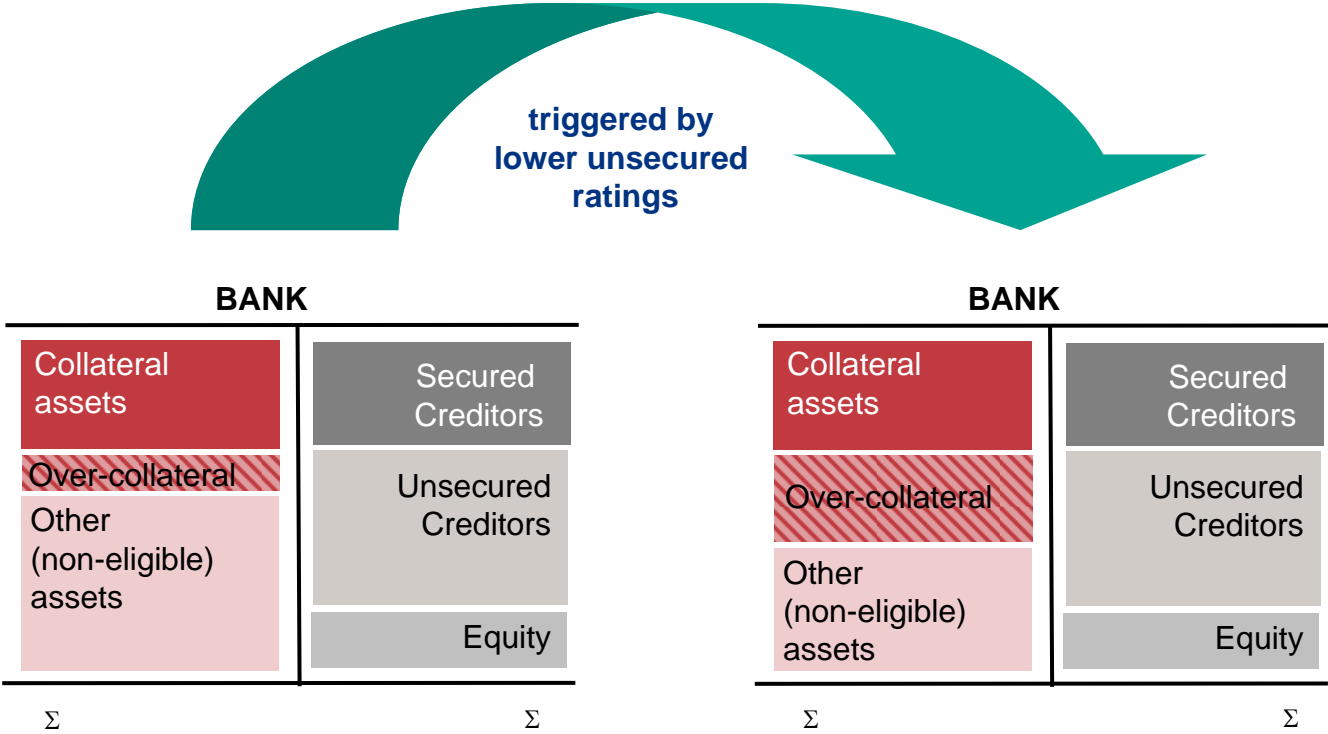 triggered by
lower unsecured
ratings
BANK
Collateral
assets
Over-collateral
Other
(non-eligible)
assets
Secured
Creditors
Unsecured
Creditors
Equity
Σ
Σ
BANK
Collateral
assets
Over-collateral
Other
(non-eligible)
assets
Secured
Creditors
Unsecured
Creditors
Equity
Σ
Σ